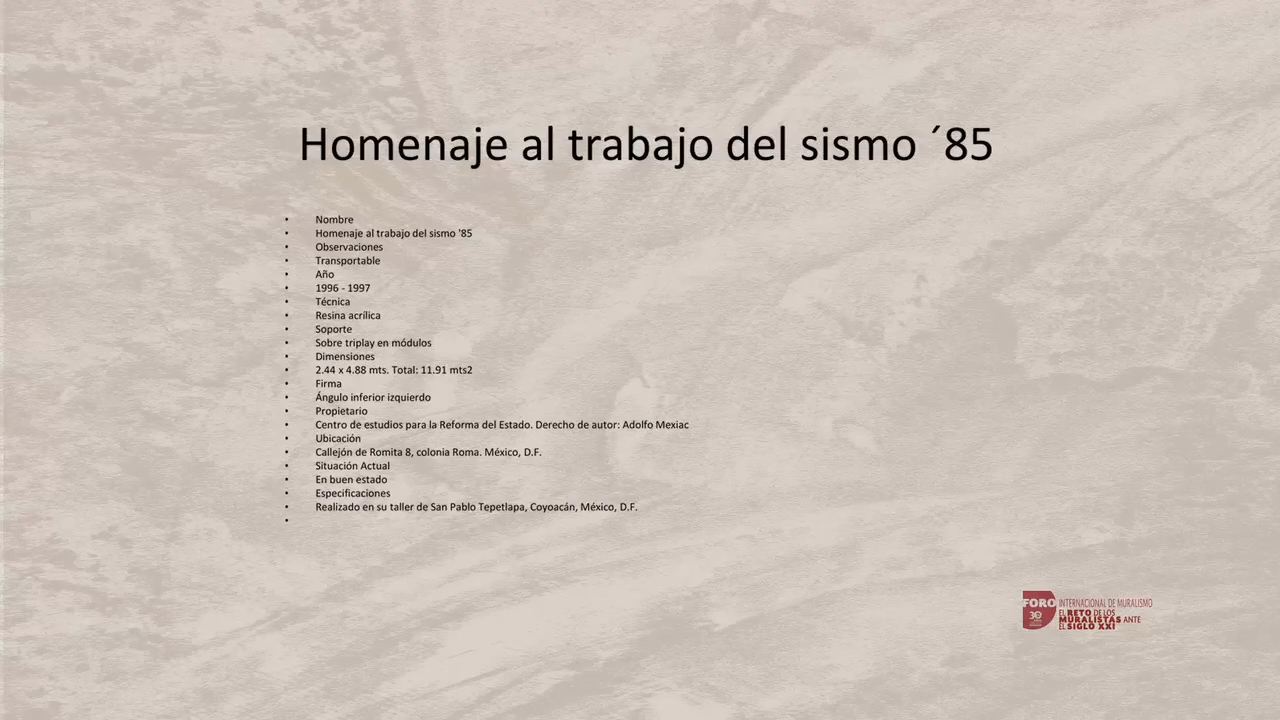 Homenaje al trabajo del sismo ´85
• Nombre
• Homenaje al trabajo del sismo '85
• Observaciones
• Transportable
• Año
• 1996 - 1997
• Técnica
• Resina acrílica
• Soporte
• Sobre triplay en módulos
• Dimensiones
• 2.44 x 4.88 mts. Total: 11.91 mts2
• Firma
• Ángulo inferior izquierdo
• Propietario
• Centro de estudios para la Reforma del Estado. Derecho de autor: Adolfo Mexiac
• Ubicación
• Callejón de Romita 8, colonia Roma. México, D.F.
• Situación Actual
• En buen estado
• Especificaciones
• Realizado en su taller de San Pablo Tepetlapa, Coyoacán, México, D.F.
•
FORO INTERNACIONAL DE MURALISMO
30
EL RETO DE LOS
MURALISTAS ANTE
EL SIGLO XXI